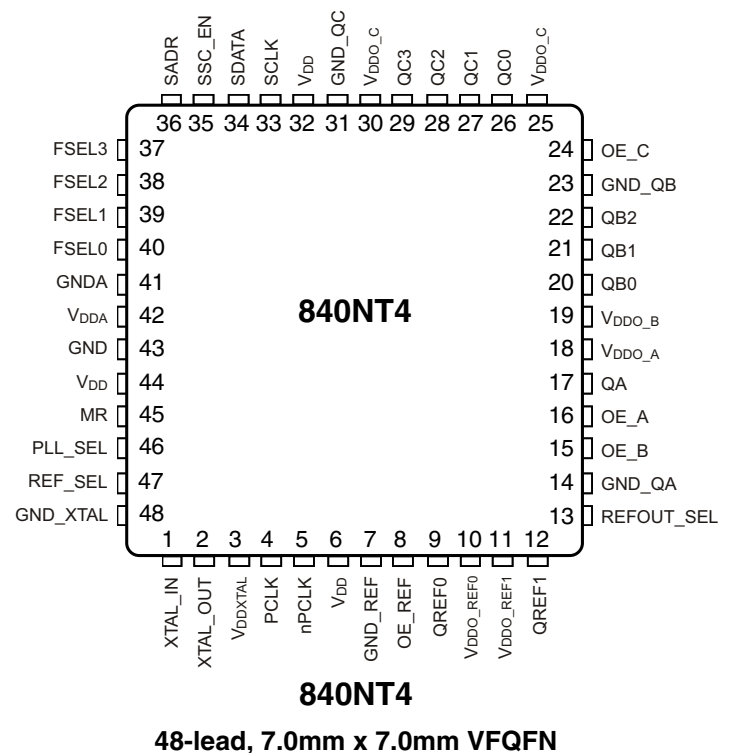 SADR SSC_EN SDATA SCLK VDD GND_QC VDDO_C QC3 QC2 QC1 QC0 VDDO_C
36 35 34 33 32 31 30 29 28 27 26 25
FSEL3 37 24 OE_C
FSEL2 38 23 GND_QB
FSEL1 39 22 QB2
FSEL0 40 21 QB1
GNDA 41 20 QB0
VDDA 42 840NT4 19 VDDO_B
GND 43 18 VDDO_A
VDD 44 17 QA
MR 45 16 OE_A
PLL_SEL 46 15 OE_B
REF_SEL 47 14 GND_QA
GND_XTAL 48 13 REFOUT_SEL
1 2 3 4 5 6 7 8 9 10 11 12
XTAL_IN XTAL_OUT VDDXTAL PCLK nPCLK VDD GND_REF OE_REF QREF0 VDDO_REF0 VDDO_REF1 QREF1
840NT4
48-lead, 7.0mm x 7.0mm VFQFN